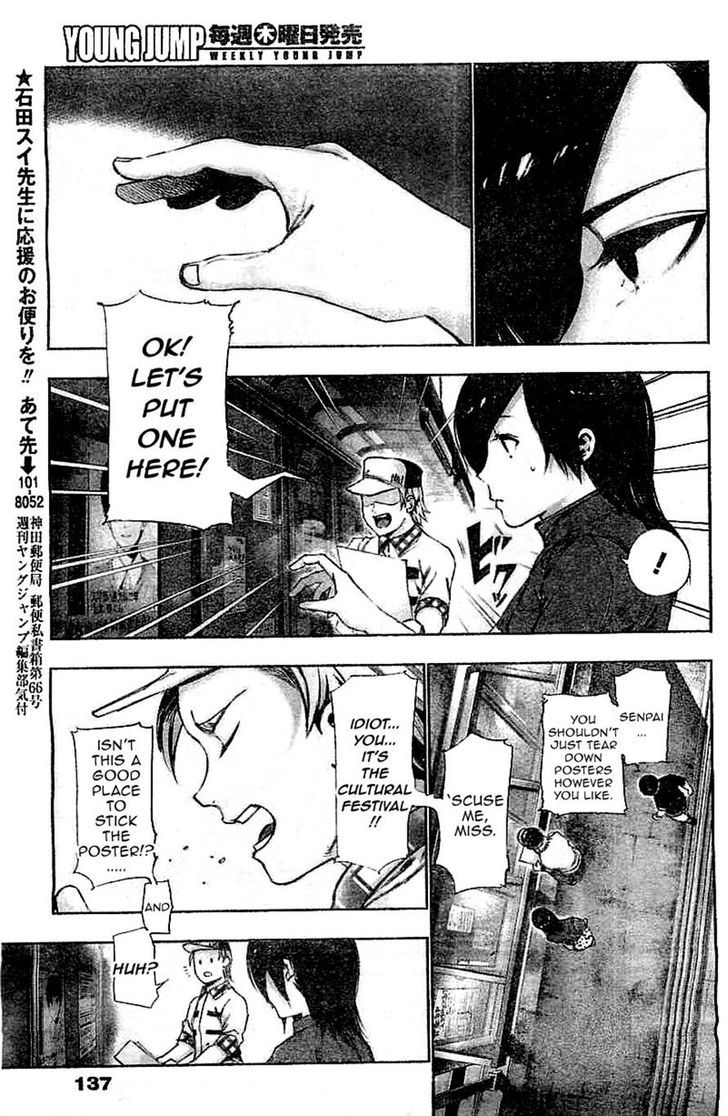 YOUNG JUMP 毎週木曜日発売
WEEKLY YOUNG JUMP
★石田スイ先生に応援のお便りを!! あて先➡101-8052 神田郵便局 郵便私書箱第66号
週刊ヤングジャンプ編集部気付
OK!
LET'S
PUT
ONE
HERE!
ビクッ
!
SENPAI
...
YOU
SHOULDN'T
JUST TEAR
DOWN
POSTERS
HOWEVER
YOU LIKE.
'SCUSE
ME,
MISS.
IDIOT...
YOU...
IT'S
THE
CULTURAL
FESTIVAL
!!
ISN'T
THIS A
GOOD
PLACE
TO
STICK
THE
POSTER!?
.....
AND
HUH?
137